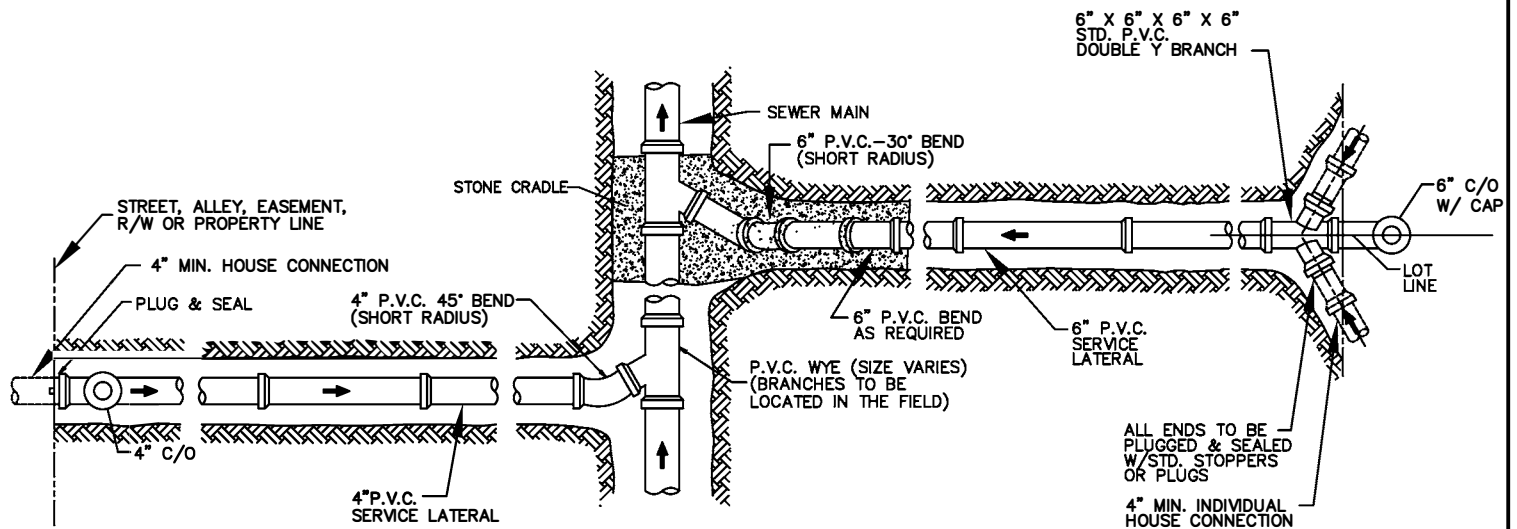 6" X 6" X 6" X 6"
STD. P.V.C.
DOUBLE Y BRANCH
SEWER MAIN
6" P.V.C.-30° BEND
(SHORT RADIUS)
STONE CRADLE
6" C/O
W/ CAP
STREET, ALLEY, EASEMENT,
R/W OR PROPERTY LINE
4" MIN. HOUSE CONNECTION
PLUG & SEAL
4" P.V.C. 45° BEND
(SHORT RADIUS)
LOT
LINE
6" P.V.C. BEND
AS REQUIRED
6" P.V.C.
SERVICE
LATERAL
P.V.C. WYE (SIZE VARIES)
(BRANCHES TO BE
LOCATED IN THE FIELD)
4" C/O
4"P.V.C.
SERVICE LATERAL
ALL ENDS TO BE
PLUGGED & SEALED
W/STD. STOPPERS
OR PLUGS
4" MIN. INDIVIDUAL
HOUSE CONNECTION